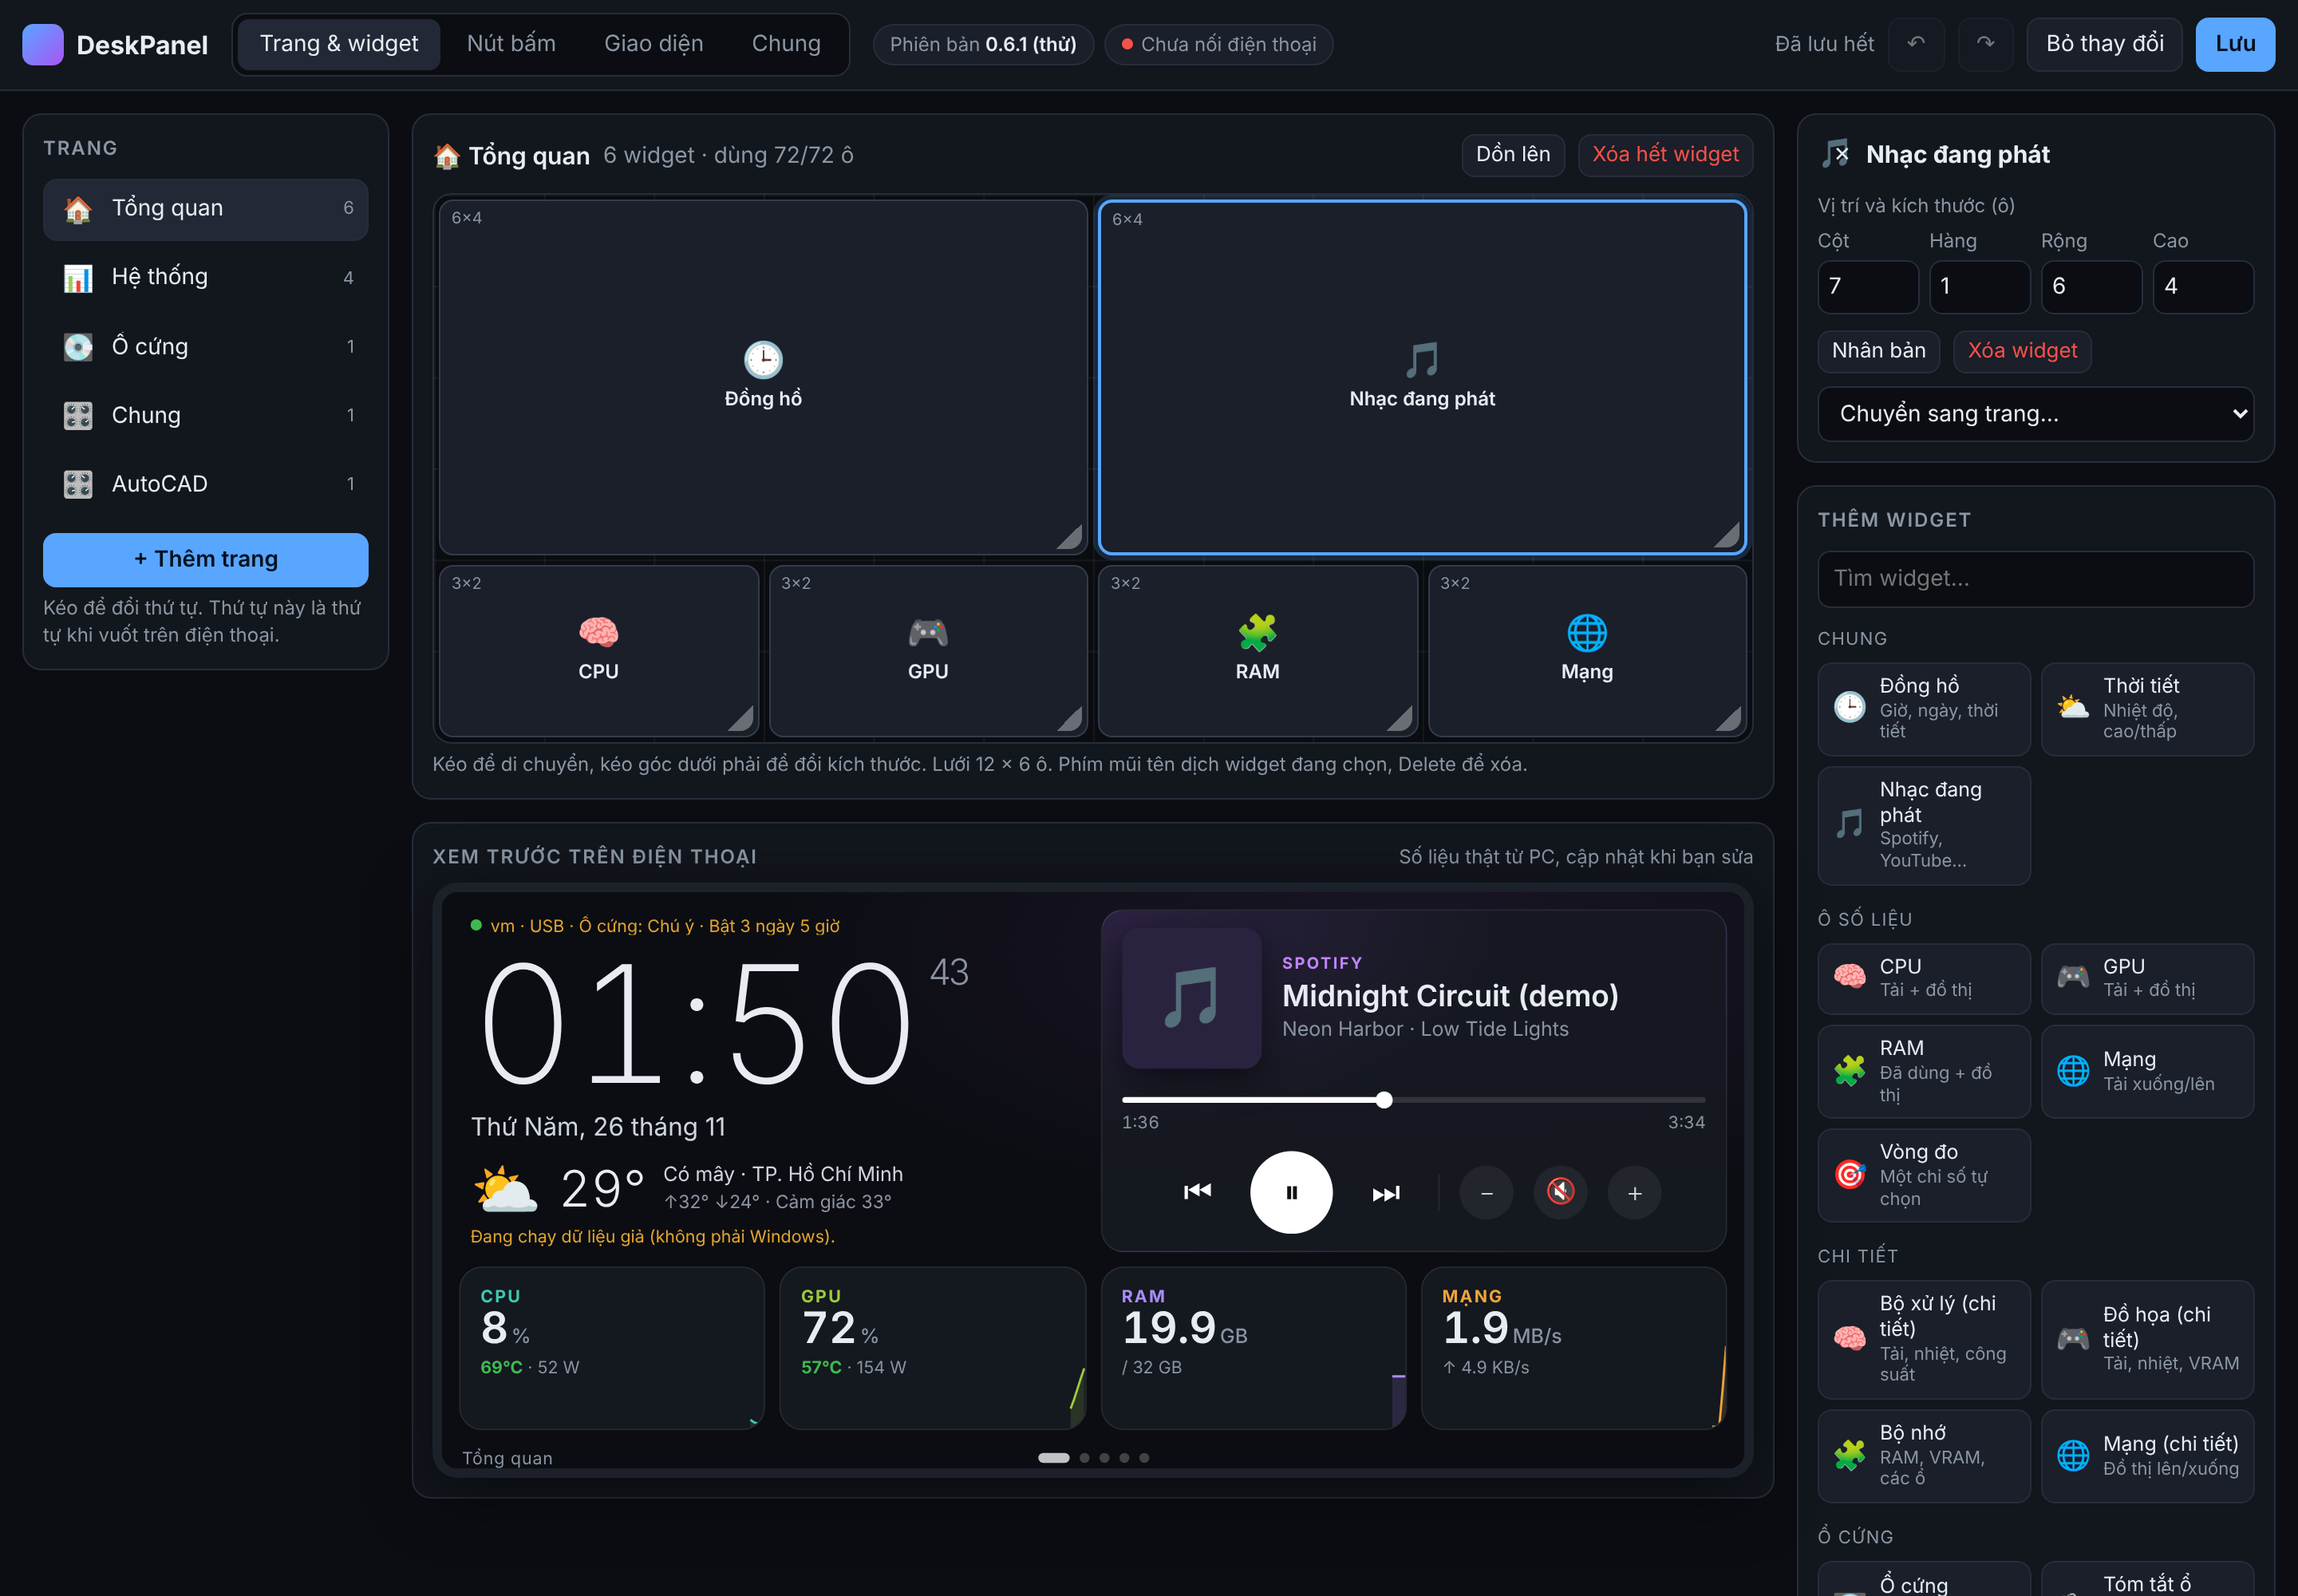 DeskPanel
Trang & widget
Nút bấm
Giao diện
Chung
Phiên bản 0.6.1 (thử)
Chưa nối điện thoại
Đã lưu hết
Bỏ thay đổi
Lưu
TRANG
Tổng quan 6
Hệ thống 4
Ổ cứng 1
Chung 1
AutoCAD 1
+ Thêm trang
Kéo để đổi thứ tự. Thứ tự này là thứ
tự khi vuốt trên điện thoại.
Tổng quan 6 widget · dùng 72/72 ô
Dồn lên
Xóa hết widget
6×4
Đồng hồ
6×4
Nhạc đang phát
3×2
CPU
3×2
GPU
3×2
RAM
3×2
Mạng
Kéo để di chuyển, kéo góc dưới phải để đổi kích thước. Lưới 12 × 6 ô. Phím mũi tên dịch widget đang chọn, Delete để xóa.
XEM TRƯỚC TRÊN ĐIỆN THOẠI
Số liệu thật từ PC, cập nhật khi bạn sửa
vm · USB · Ổ cứng: Chú ý · Bật 3 ngày 5 giờ
01:50 43
Thứ Năm, 26 tháng 11
29°
Có mây · TP. Hồ Chí Minh
↑32° ↓24° · Cảm giác 33°
Đang chạy dữ liệu giả (không phải Windows).
SPOTIFY
Midnight Circuit (demo)
Neon Harbor · Low Tide Lights
1:36
3:34
CPU
8 %
69°C · 52 W
GPU
72 %
57°C · 154 W
RAM
19.9 GB
/ 32 GB
MẠNG
1.9 MB/s
↑ 4.9 KB/s
Tổng quan
Nhạc đang phát
Vị trí và kích thước (ô)
Cột
Hàng
Rộng
Cao
7
1
6
4
Nhân bản
Xóa widget
Chuyển sang trang...
THÊM WIDGET
Tìm widget...
CHUNG
Đồng hồ
Giờ, ngày, thời
tiết
Thời tiết
Nhiệt độ,
cao/thấp
Nhạc đang
phát
Spotify,
YouTube...
Ô SỐ LIỆU
CPU
Tải + đồ thị
GPU
Tải + đồ thị
RAM
Đã dùng + đồ
thị
Mạng
Tải xuống/lên
Vòng đo
Một chỉ số tự
chọn
CHI TIẾT
Bộ xử lý (chi
tiết)
Tải, nhiệt, công
suất
Đồ họa (chi
tiết)
Tải, nhiệt, VRAM
Bộ nhớ
RAM, VRAM,
các ổ
Mạng (chi tiết)
Đồ thị lên/xuống
Ổ CỨNG
Ổ cứng
Tóm tắt ổ